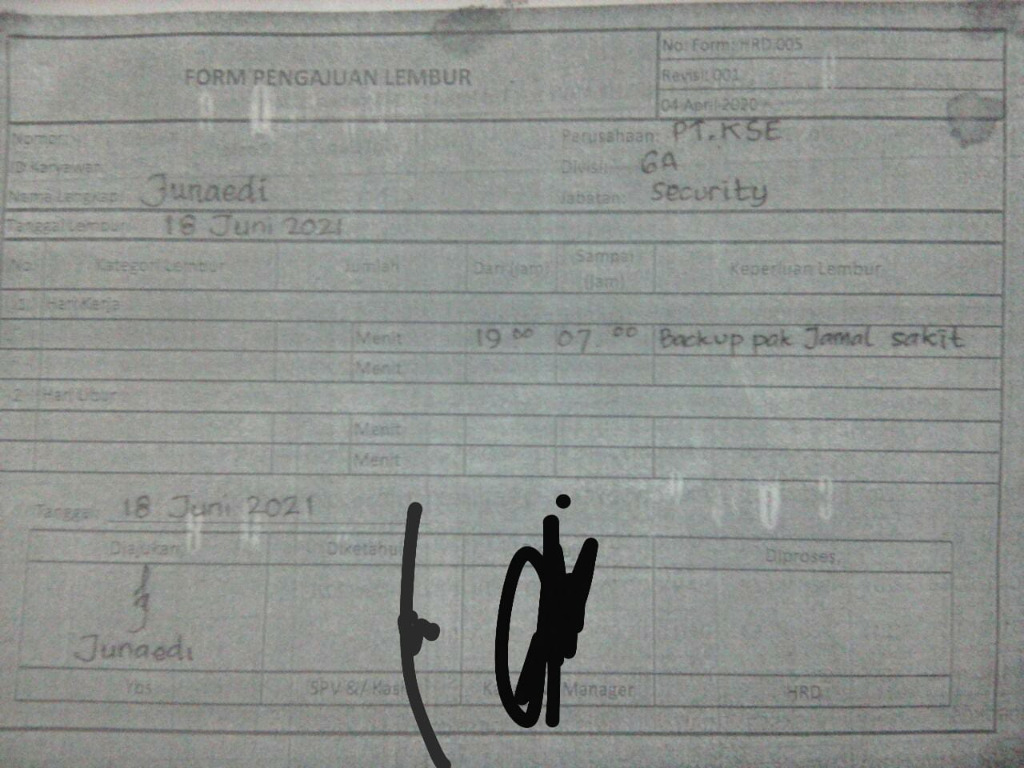 FORM PENGAJUAN LEMBUR
No: Form: HRD.005
Revisi: 001
04 April 2020
Nomor:
Perusahaan: PT.KSE
ID Karyawan
Divisi: 6A
Nama Lengkap: Junaedi
Jabatan: Security
Tanggal Lembur: 18 Juni 2021
No. Kategori Lembur Jumlah Dari (jam) Sampai (jam) Keperluan Lembur
1. Hari Kerja
Menit 19 00 07. 00 Backup pak Jamal sakit
Menit
2. Hari Libur
Menit
Menit
Tanggal: 18 Juni 2021
Diajukan Diketahui Diproses,
Junaedi
Ybs SPV &/ Manager HRD